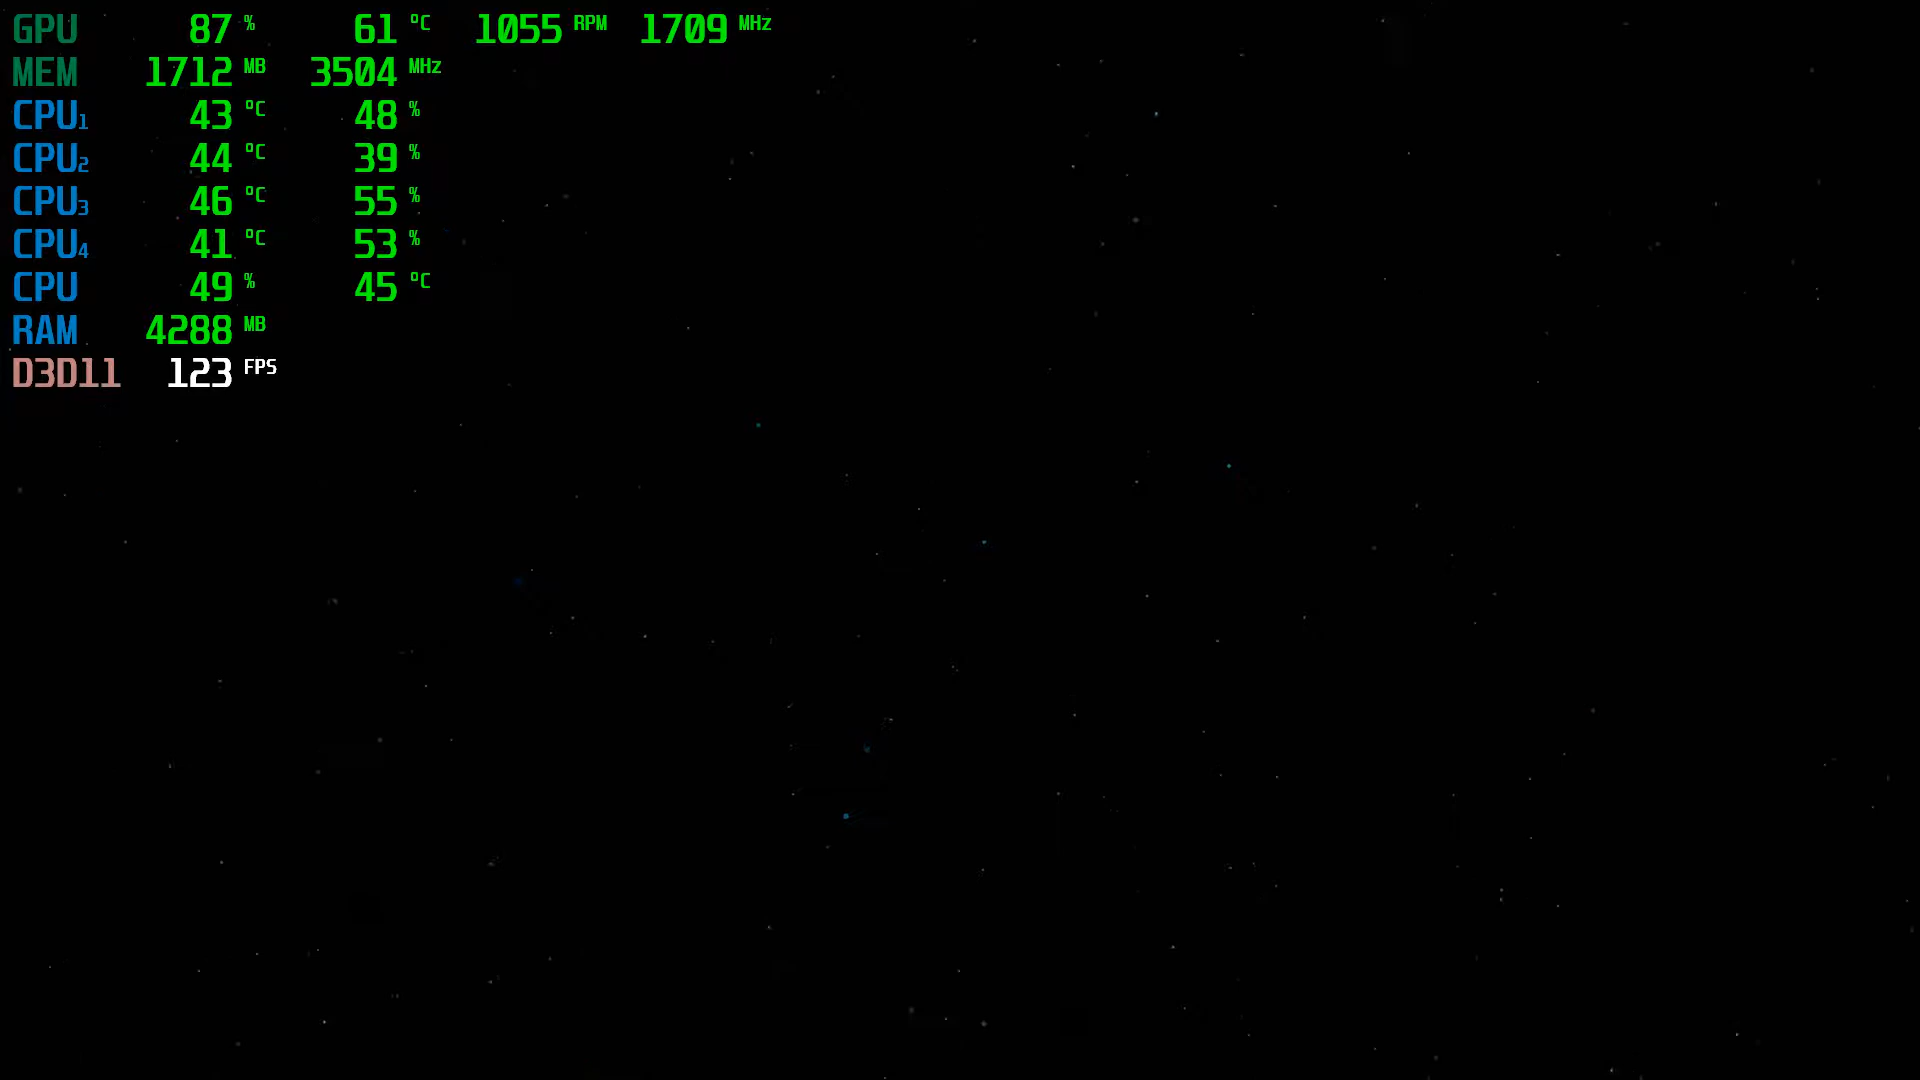 GPU 87 % 61 °C 1055 RPM 1709 MHz
MEM 1712 MB 3504 MHz
CPU1 43 °C 48 %
CPU2 44 °C 39 %
CPU3 46 °C 55 %
CPU4 41 °C 53 %
CPU 49 % 45 °C
RAM 4288 MB
D3D11 123 FPS